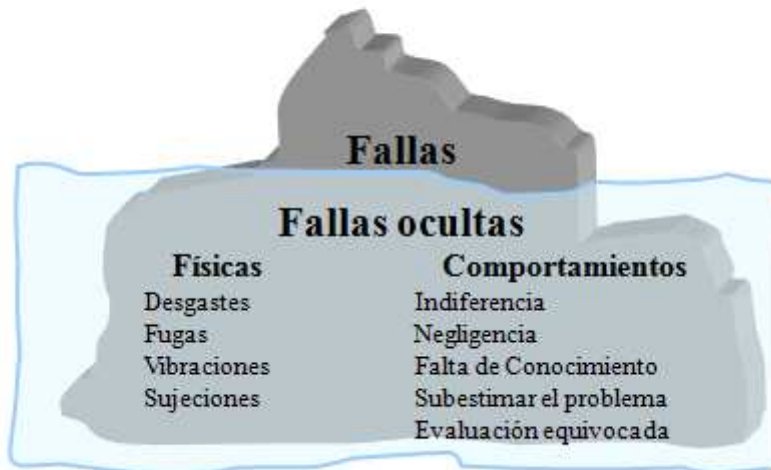 Fallas
Fallas ocultas
Físicas
Desgastes
Fugas
Vibraciones
Sujeciones
Comportamientos
Indiferencia
Negligencia
Falta de Conocimiento
Subestimar el problema
Evaluación equivocada